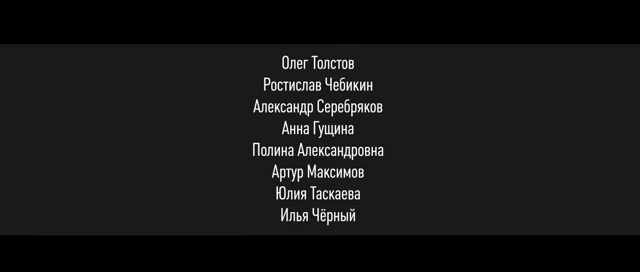 Олег Толстов
Ростислав Чебикин
Александр Серебряков
Анна Гущина
Полина Александровна
Артур Максимов
Юлия Таскаева
Илья Чёрный